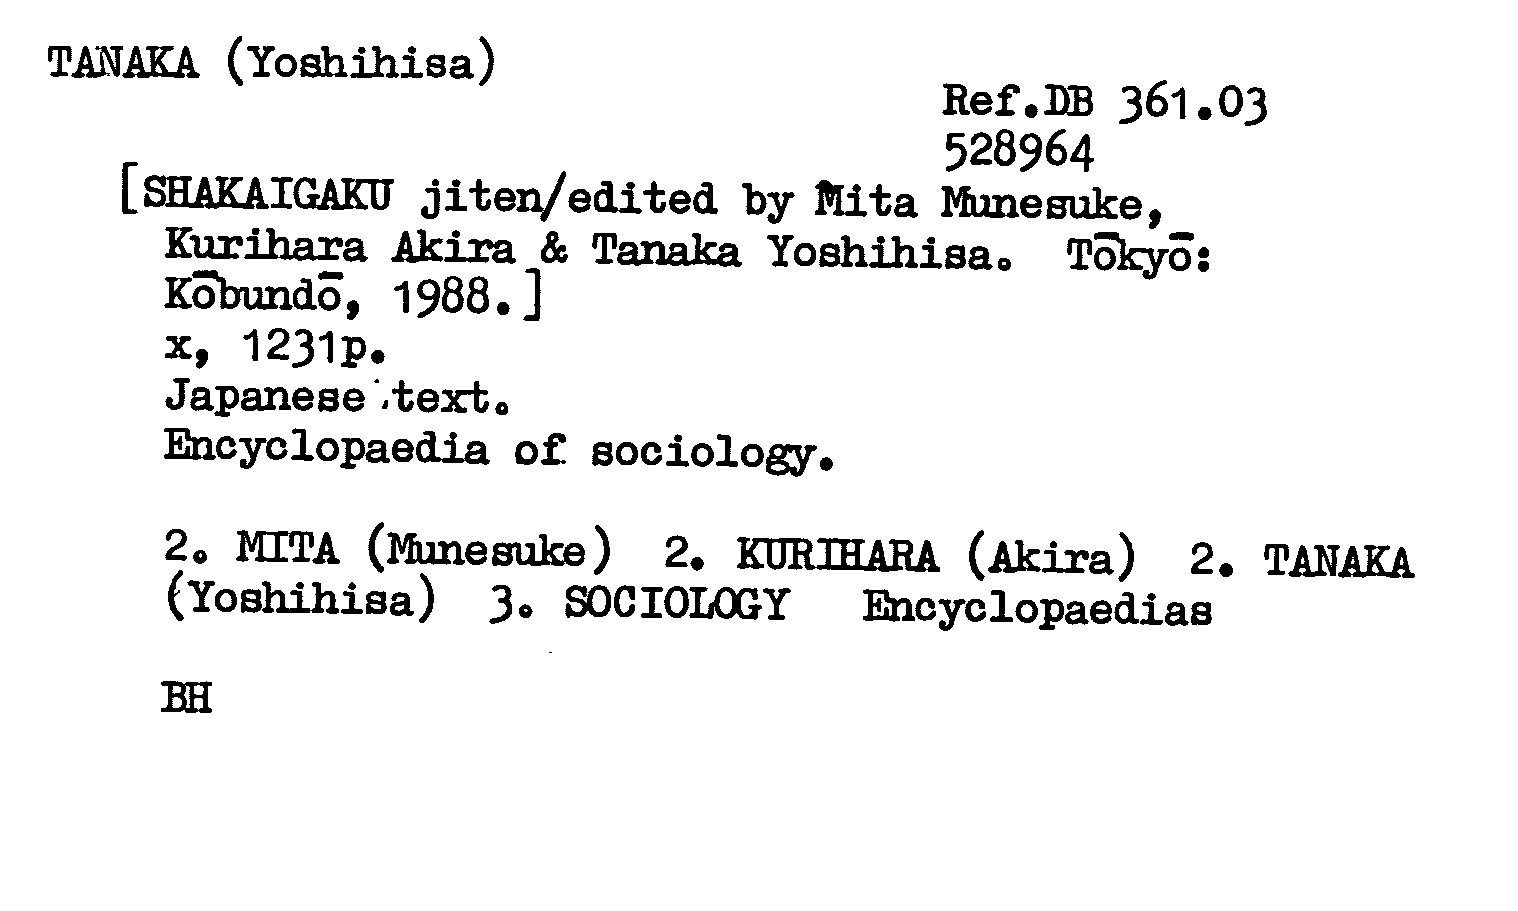 TANAKA (Yoshihisa)
Ref.DB 361.03
528964
[SHAKAIGAKU jiten/edited by Mita Munesuke,
Kurihara Akira & Tanaka Yoshihisa. Tōkyō:
Kōbundō, 1988.]
x, 1231p.
Japanese text.
Encyclopaedia of sociology.
2. MITA (Munesuke) 2. KURIHARA (Akira) 2. TANAKA
(Yoshihisa) 3. SOCIOLOGY Encyclopaedias
BH